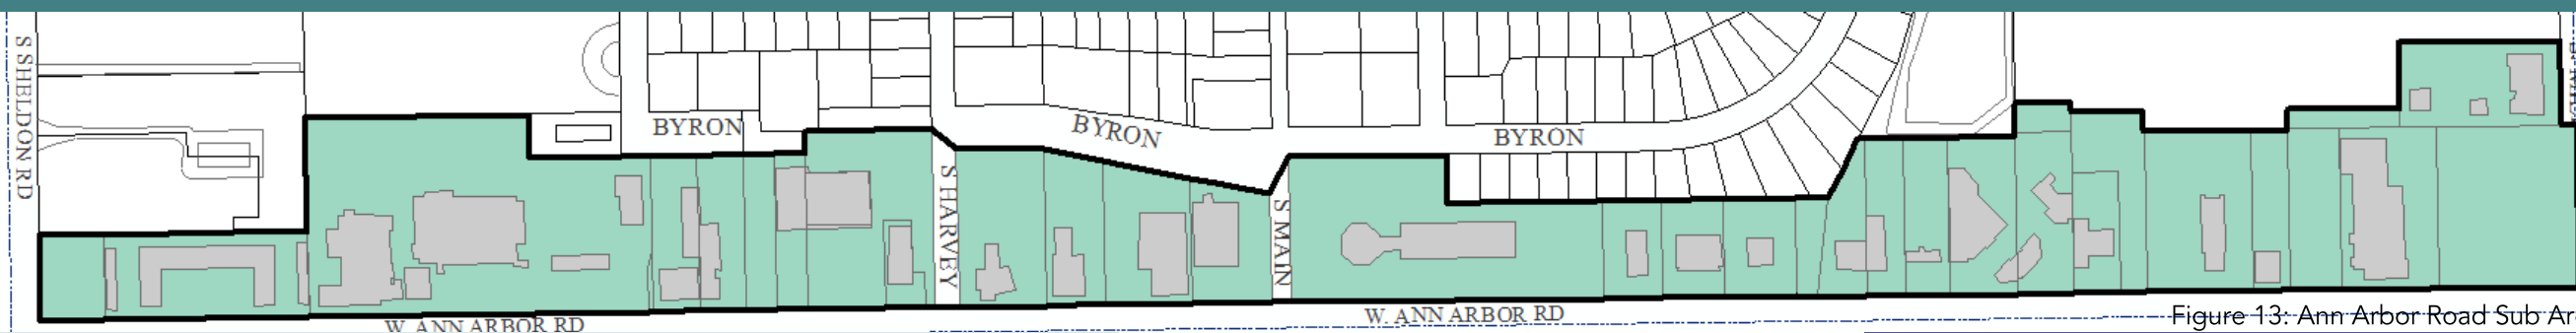 S SHELDON RD
BYRON
BYRON
BYRON
S HARVEY
S MAIN
W. ANN ARBOR RD
W. ANN ARBOR RD
Figure 13: Ann Arbor Road Sub Ar